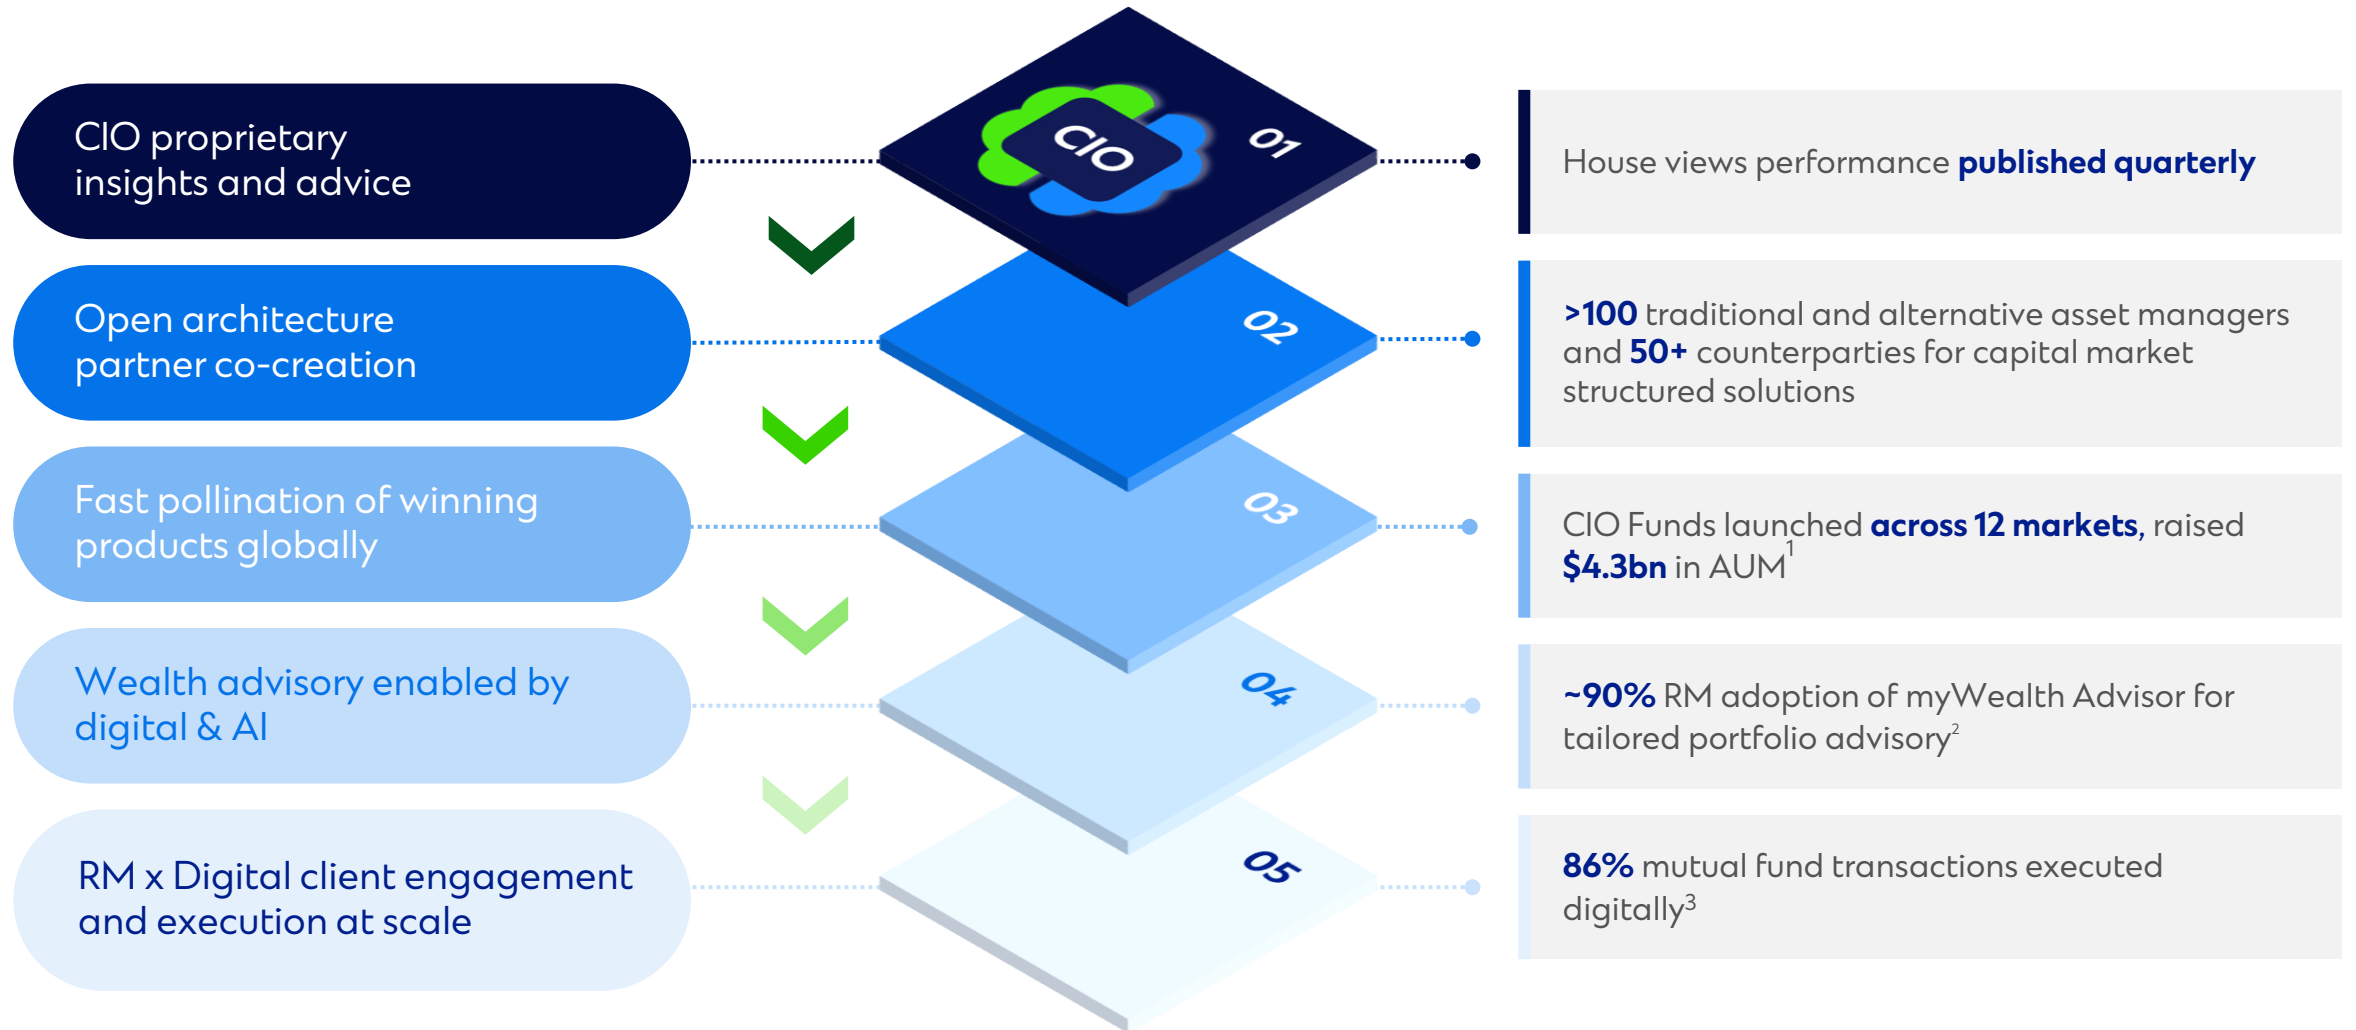 CIO proprietary
insights and advice
CIO
01
House views performance published quarterly
Open architecture
partner co-creation
02
>100 traditional and alternative asset managers
and 50+ counterparties for capital market
structured solutions
Fast pollination of winning
products globally
03
CIO Funds launched across 12 markets, raised
$4.3bn in AUM¹
Wealth advisory enabled by
digital & AI
04
~90% RM adoption of myWealth Advisor for
tailored portfolio advisory²
RM x Digital client engagement
and execution at scale
05
86% mutual fund transactions executed
digitally³